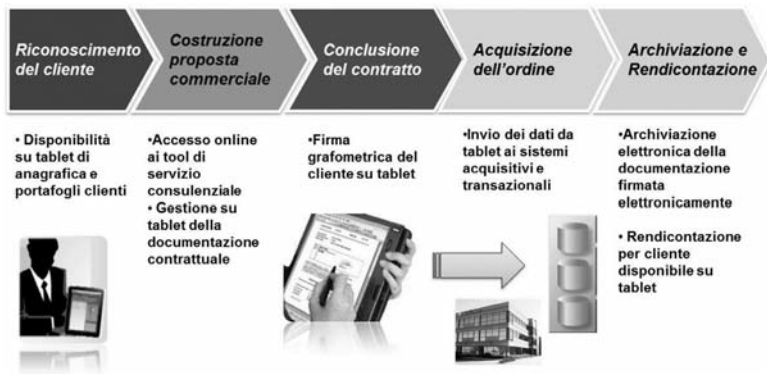 Riconoscimento
del cliente
Costruzione
proposta
commerciale
Conclusione
del contratto
Acquisizione
dell'ordine
Archiviazione e
Rendicontazione
• Disponibilità
su tablet di
anagrafica e
portafogli clienti
•Accesso online
ai tool di
servizio
consulenziale
• Gestione su
tablet della
documentazione
contrattuale
•Firma
grafometrica del
cliente su tablet
•Invio dei dati da
tablet ai sistemi
acquisitivi e
transazionali
•Archiviazione
elettronica della
documentazione
firmata
elettronicamente
• Rendicontazione
per cliente
disponibile su
tablet